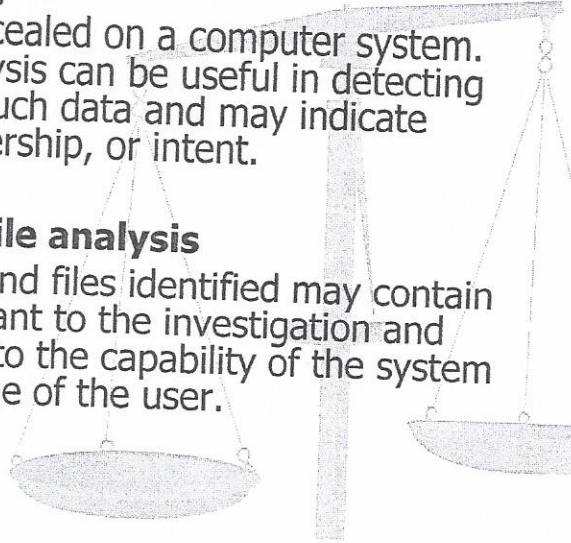 cealed on a computer system.
ysis can be useful in detecting
uch data and may indicate
ership, or intent.
ile analysis
nd files identified may contain
ant to the investigation and
to the capability of the system
e of the user.